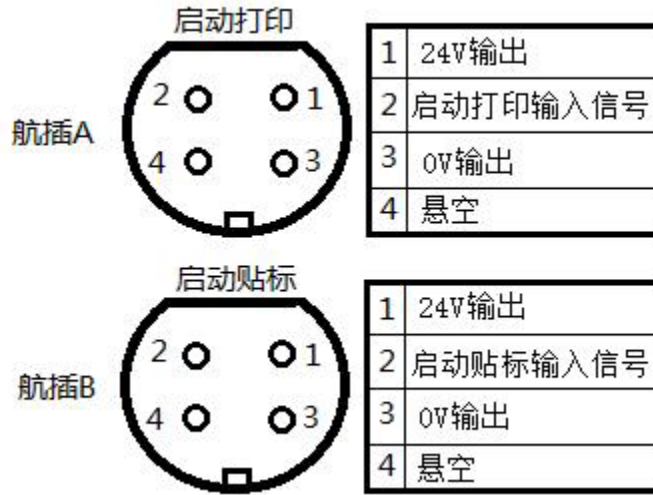 启动打印
航插A
2 1
4 3
1 24V输出
2 启动打印输入信号
3 0V输出
4 悬空
启动贴标
航插B
2 1
4 3
1 24V输出
2 启动贴标输入信号
3 0V输出
4 悬空